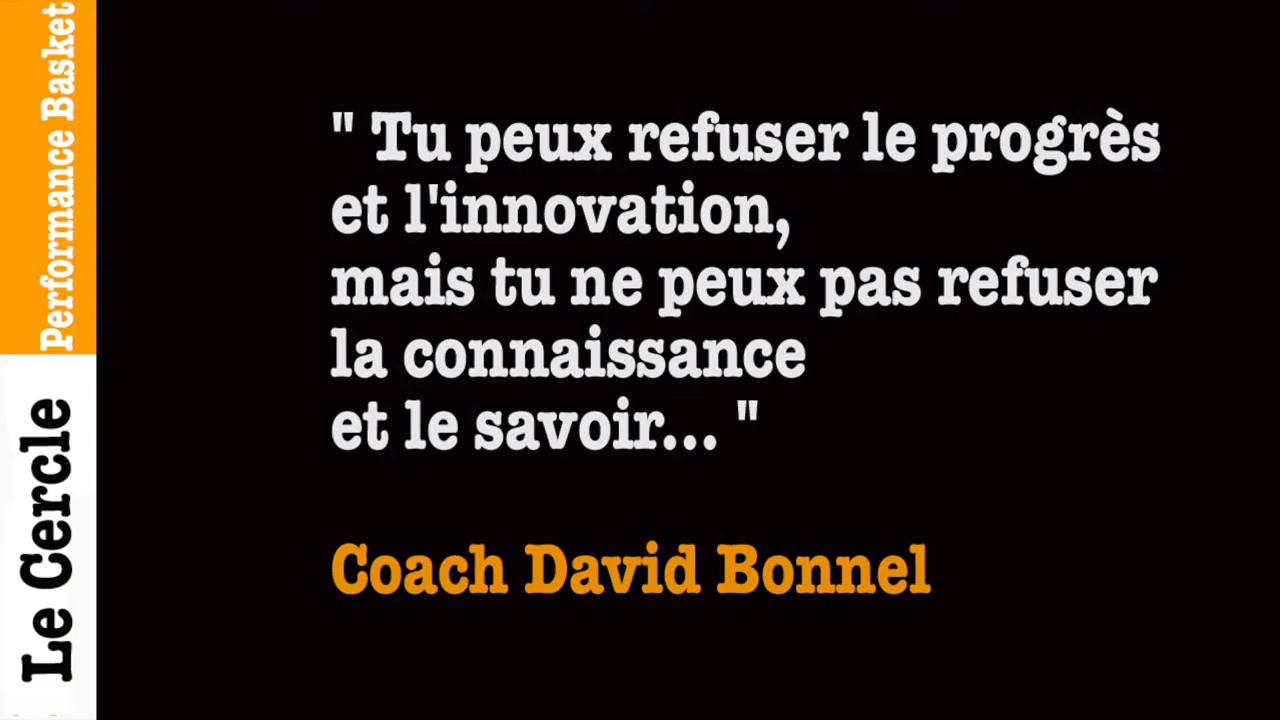 Performance Basket
Le Cercle
" Tu peux refuser le progrès
et l'innovation,
mais tu ne peux pas refuser
la connaissance
et le savoir... "
Coach David Bonnel